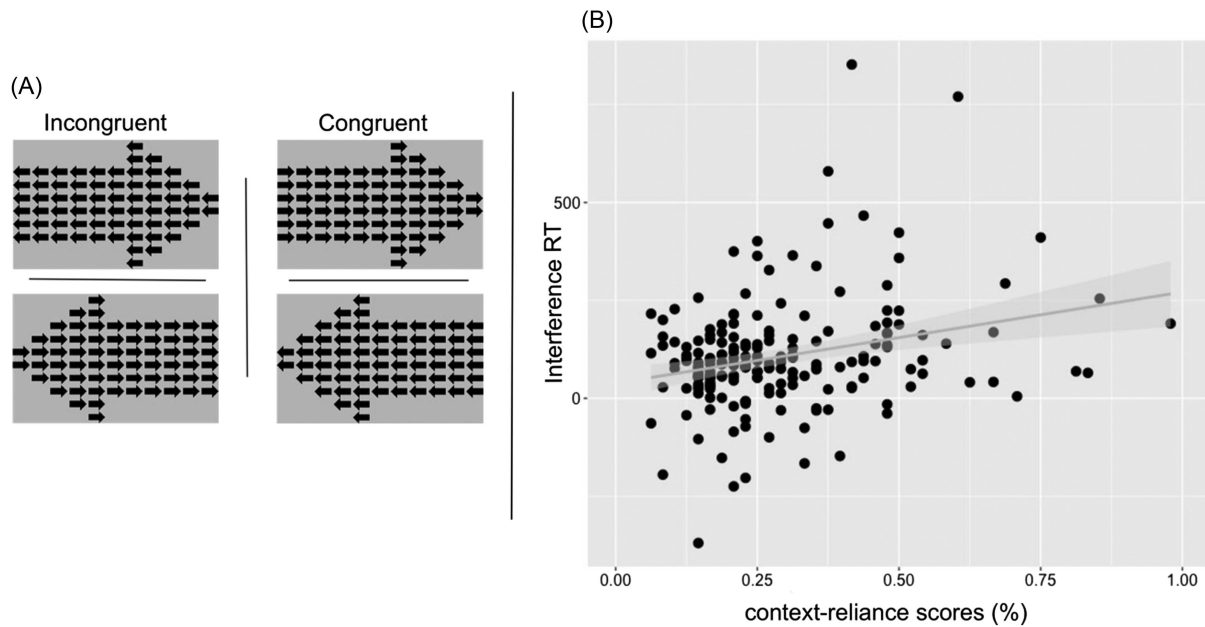 (A)
Incongruent
Congruent
(B)
Interference RT
500
0
0.00
0.25
0.50
0.75
1.00
context-reliance scores (%)